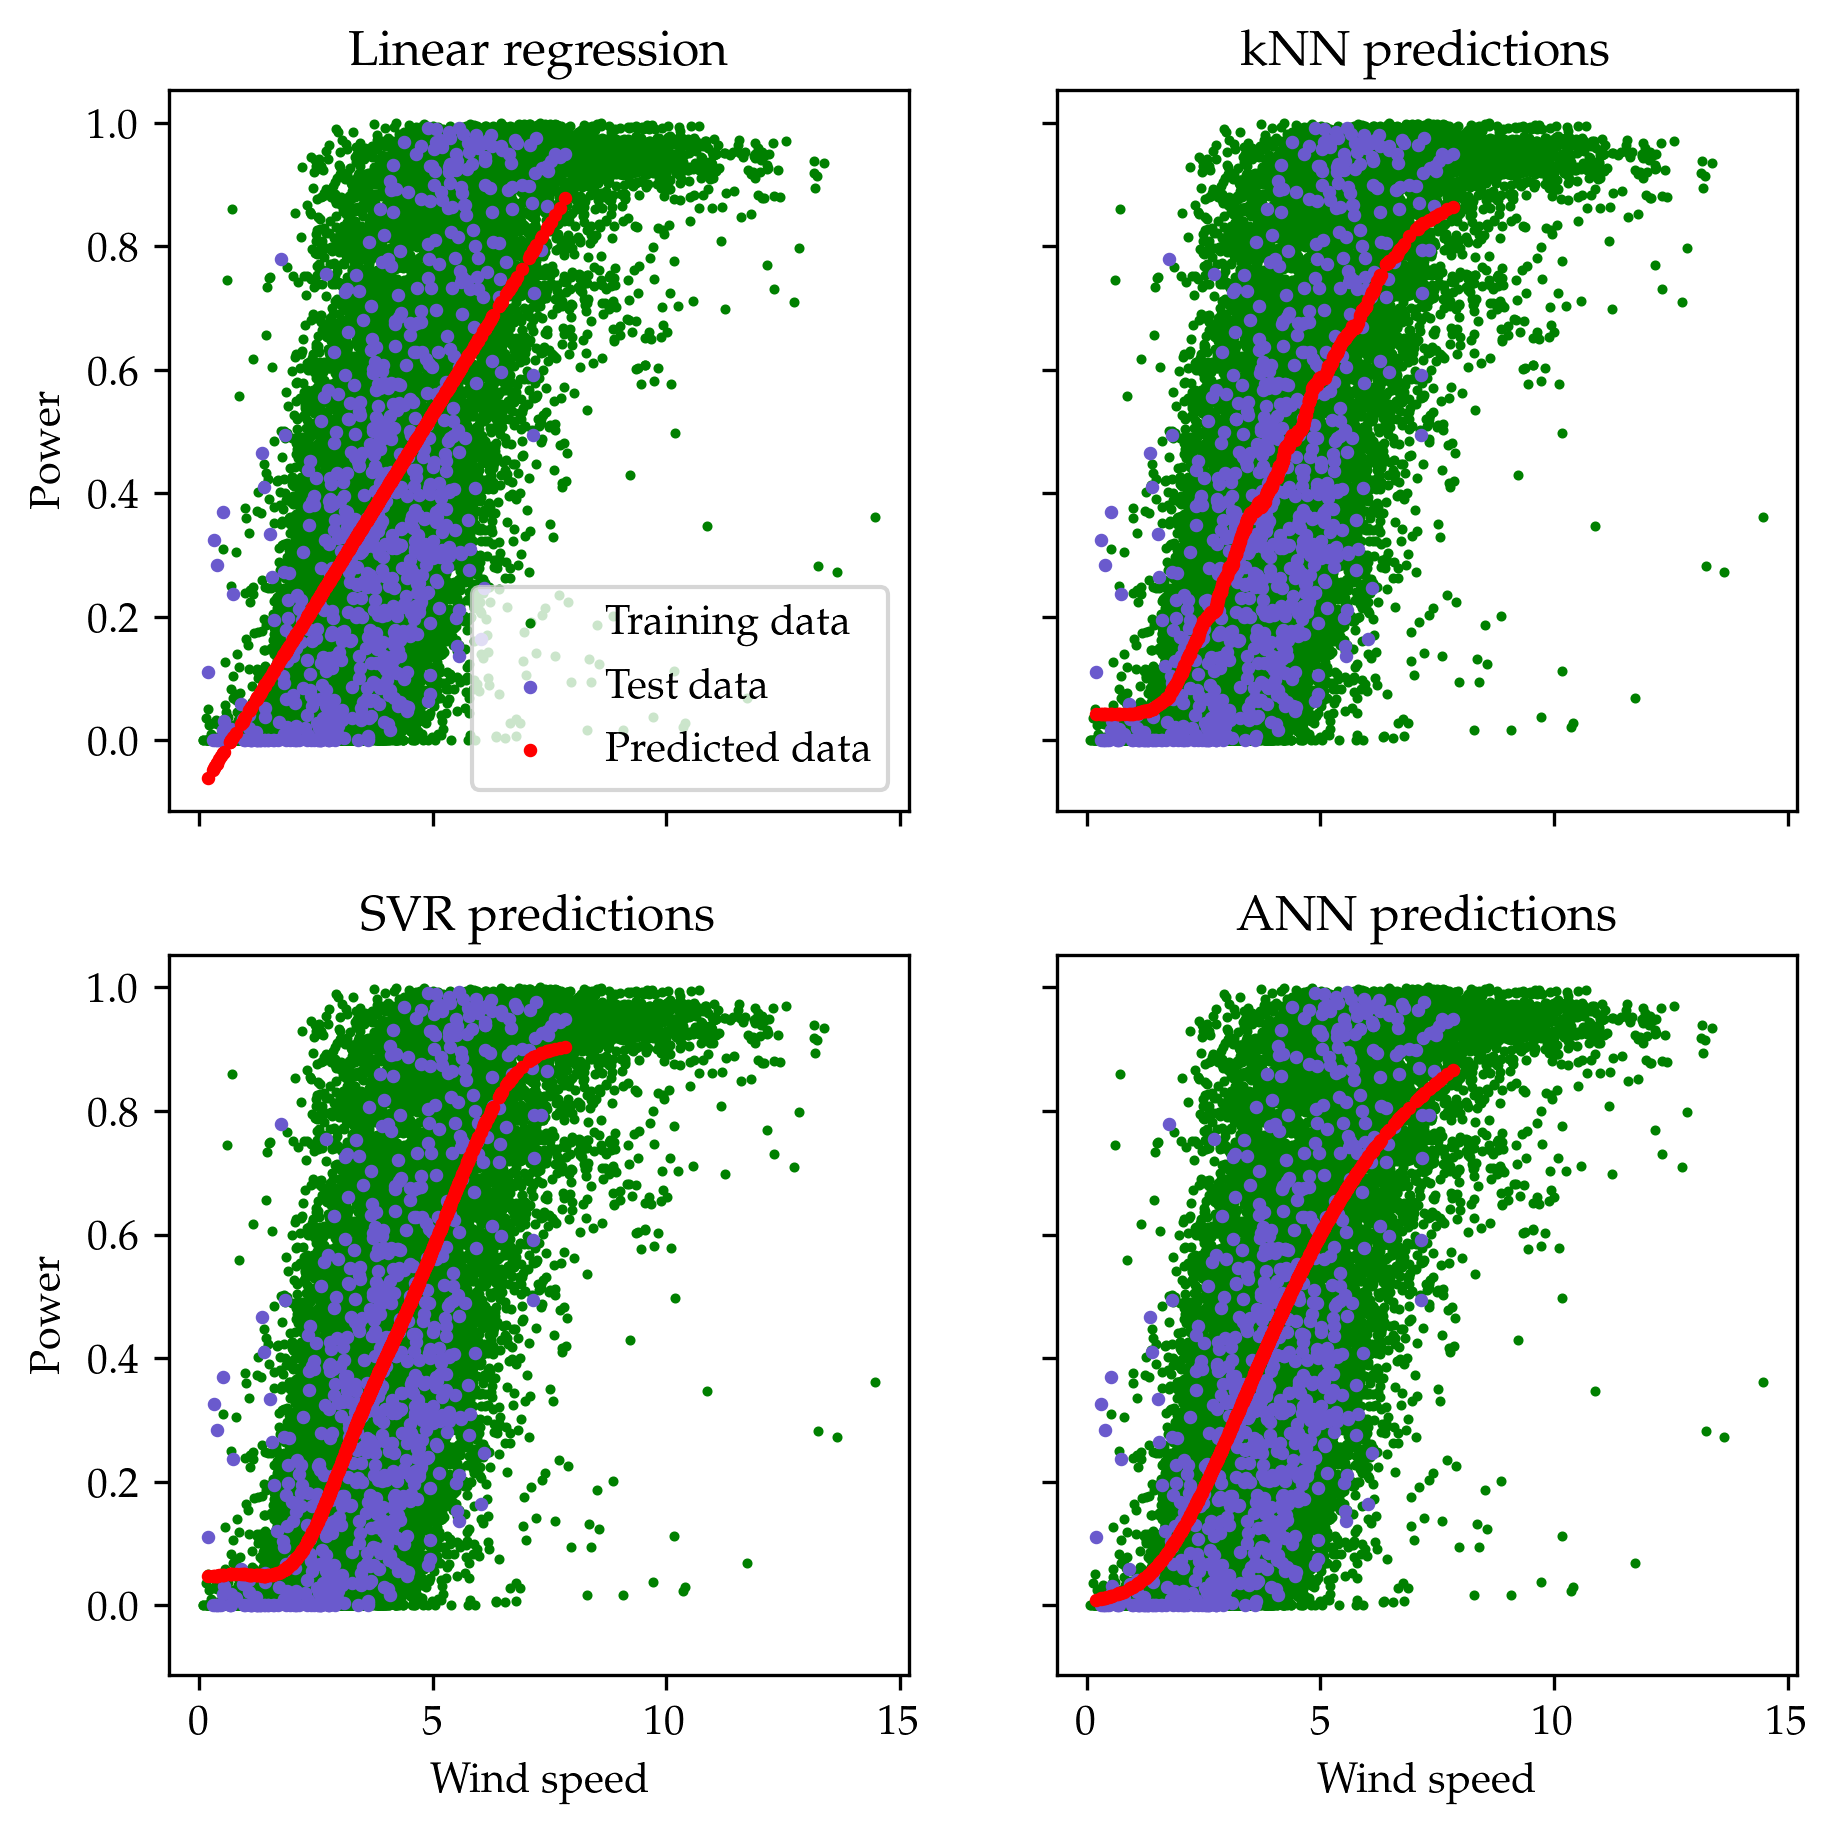 Linear regression
kNN predictions
1.0
0.8
0.6
0.4
0.2
0.0
Power
Training data
Test data
Predicted data
SVR predictions
ANN predictions
1.0
0.8
0.6
0.4
0.2
0.0
Power
0 5 10 15
0 5 10 15
Wind speed
Wind speed